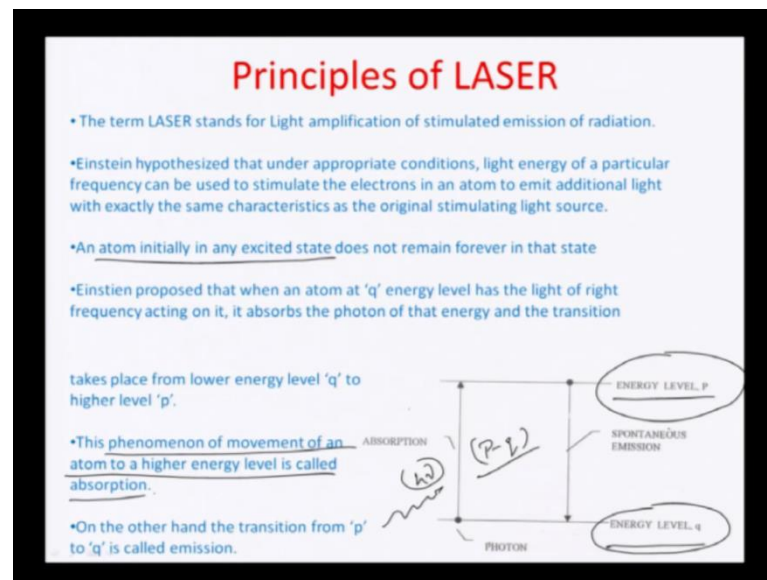 Principles of LASER
• The term LASER stands for Light amplification of stimulated emission of radiation.
•Einstein hypothesized that under appropriate conditions, light energy of a particular
frequency can be used to stimulate the electrons in an atom to emit additional light
with exactly the same characteristics as the original stimulating light source.
•An atom initially in any excited state does not remain forever in that state
•Einstien proposed that when an atom at 'q' energy level has the light of right
frequency acting on it, it absorbs the photon of that energy and the transition
takes place from lower energy level 'q' to
higher level 'p'.
•This phenomenon of movement of an
atom to a higher energy level is called
absorption.
•On the other hand the transition from 'p'
to 'q' is called emission.
ENERGY LEVEL, P
ABSORPTION
(P-q)
SPONTANEOUS
EMISSION
(hν)
ENERGY LEVEL, q
PHOTON